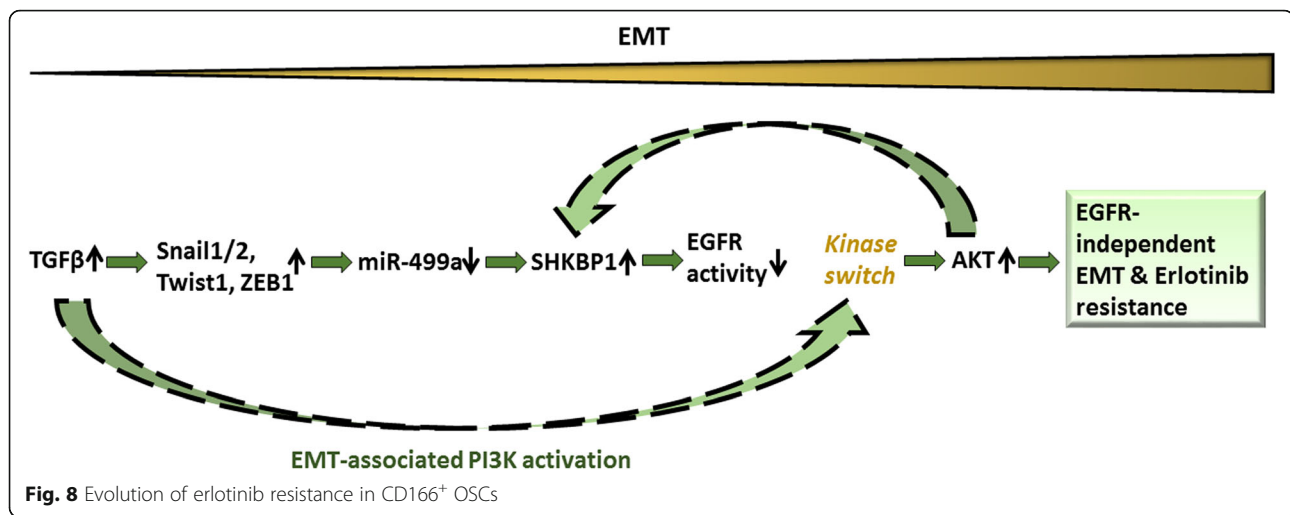 EMT
TGFβ↑
Snail1/2,
Twist1, ZEB1↑
miR-499a↓
SHKBP1↑
EGFR
activity↓
Kinase
switch
AKT↑
EGFR-
independent
EMT & Erlotinib
resistance
EMT-associated PI3K activation
Fig. 8 Evolution of erlotinib resistance in CD166⁺ OSCs